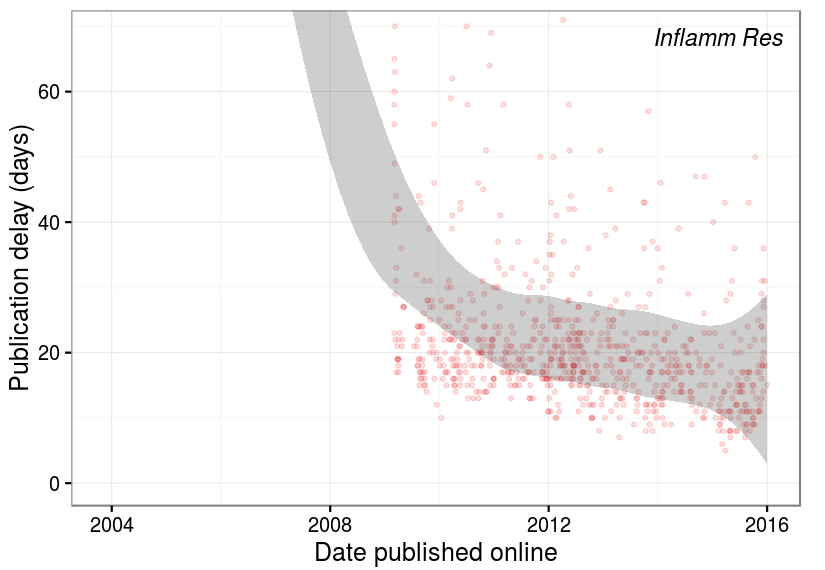 Inflamm Res
Publication delay (days)
60
40
20
0
2004 2008 2012 2016
Date published online